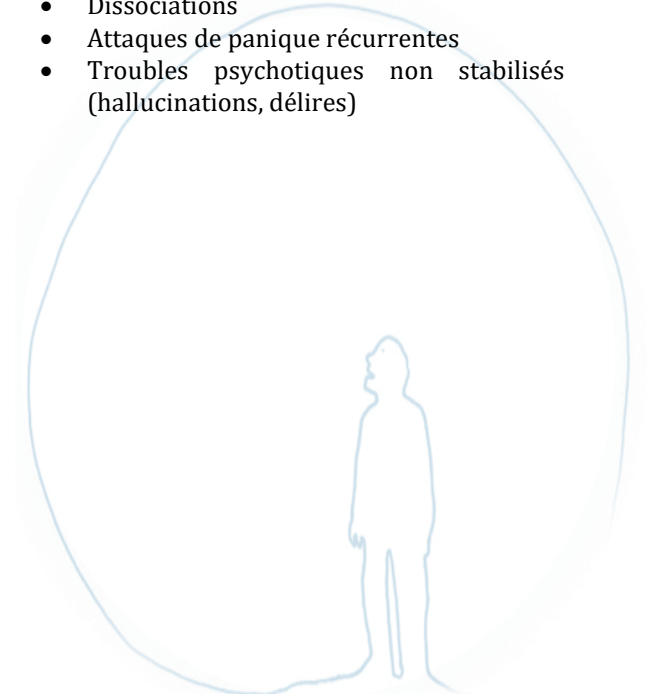 • Dissociations
• Attaques de panique récurrentes
• Troubles psychotiques non stabilisés
(hallucinations, délires)